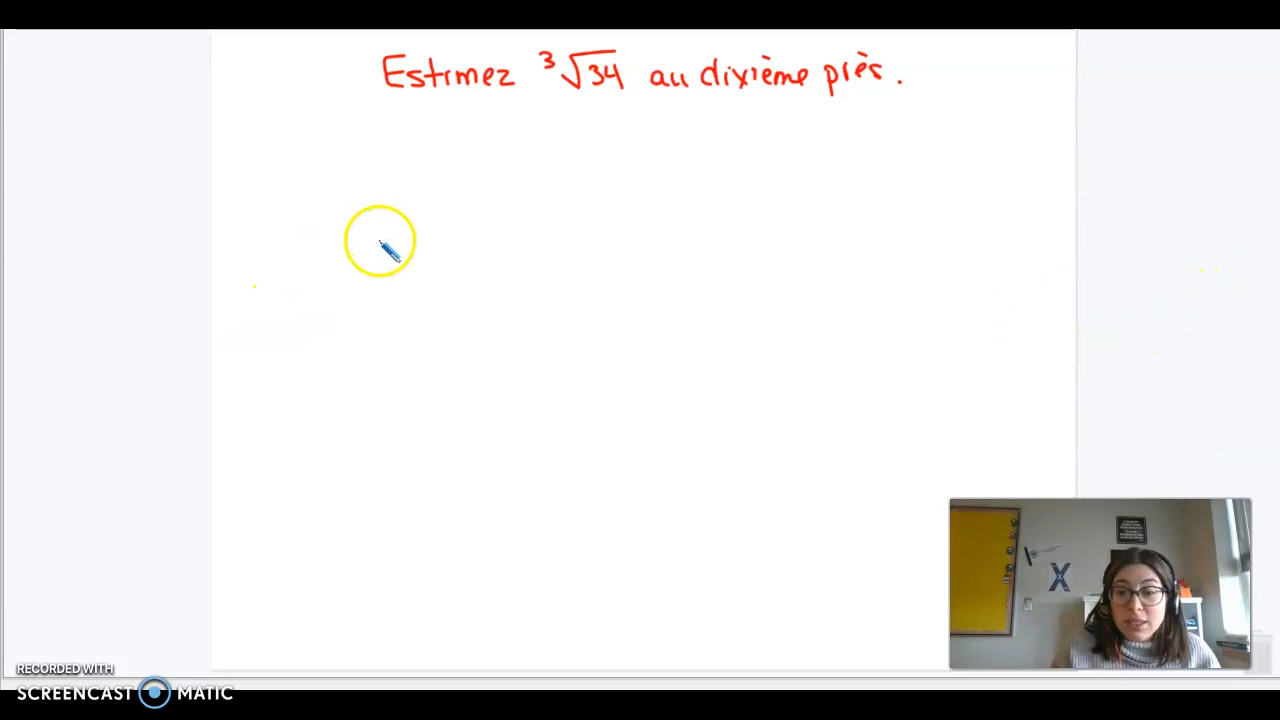 Estimez ³√34 au dixième près.
X
RECORDED WITH
SCREENCAST MATIC